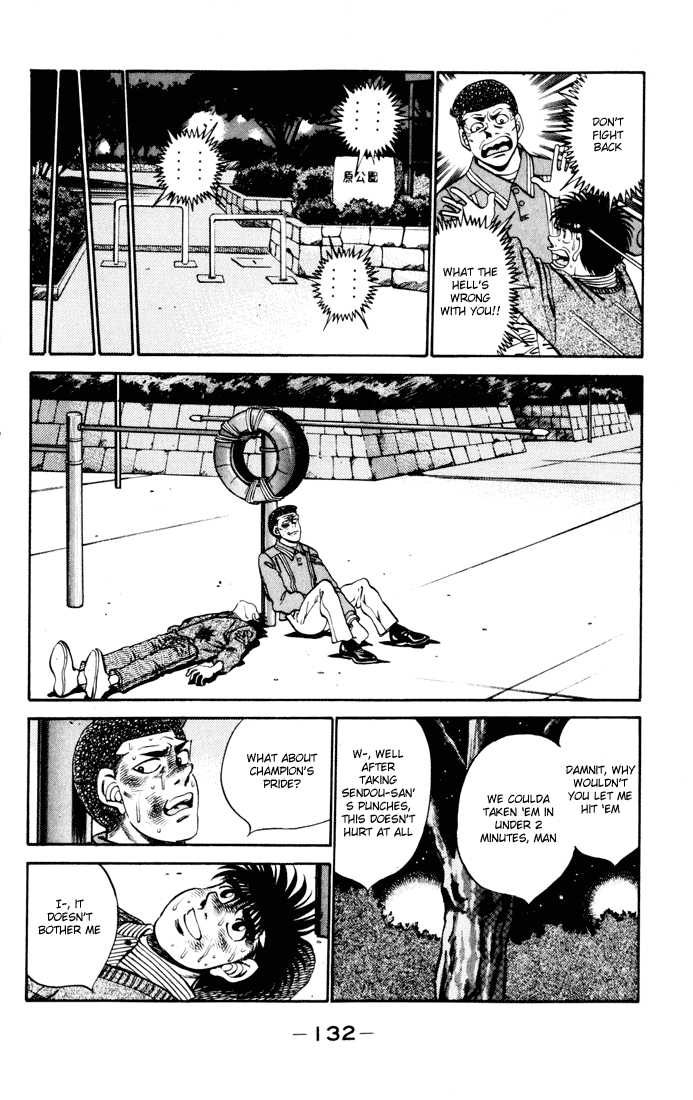 DON'T
FIGHT
BACK
WHAT THE
HELL'S
WRONG
WITH YOU!!
原公園
DAMNIT, WHY
WOULDN'T
YOU LET ME
HIT 'EM
WE COULDA
TAKEN 'EM IN
UNDER 2
MINUTES, MAN
W-, WELL
AFTER
TAKING
SENDOU-SAN'
S PUNCHES,
THIS DOESN'T
HURT AT ALL
WHAT ABOUT
CHAMPION'S
PRIDE?
I-, IT
DOESN'T
BOTHER ME
-132-